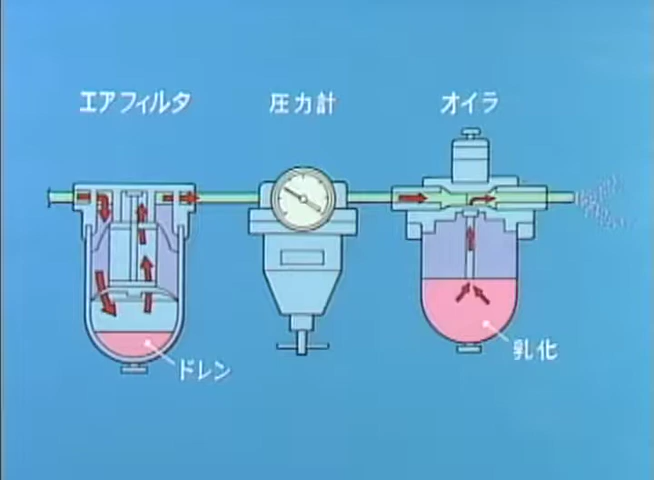 エアフィルタ
圧力計
オイラ
ドレン
乳化